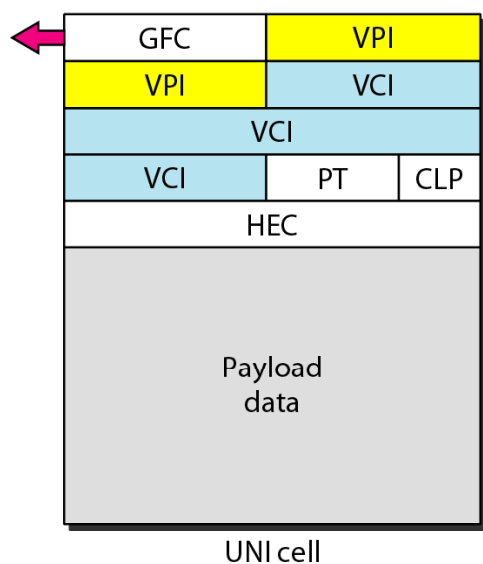 GFC VPI
VPI VCI
VCI
VCI PT CLP
HEC
Payload
data
UNI cell